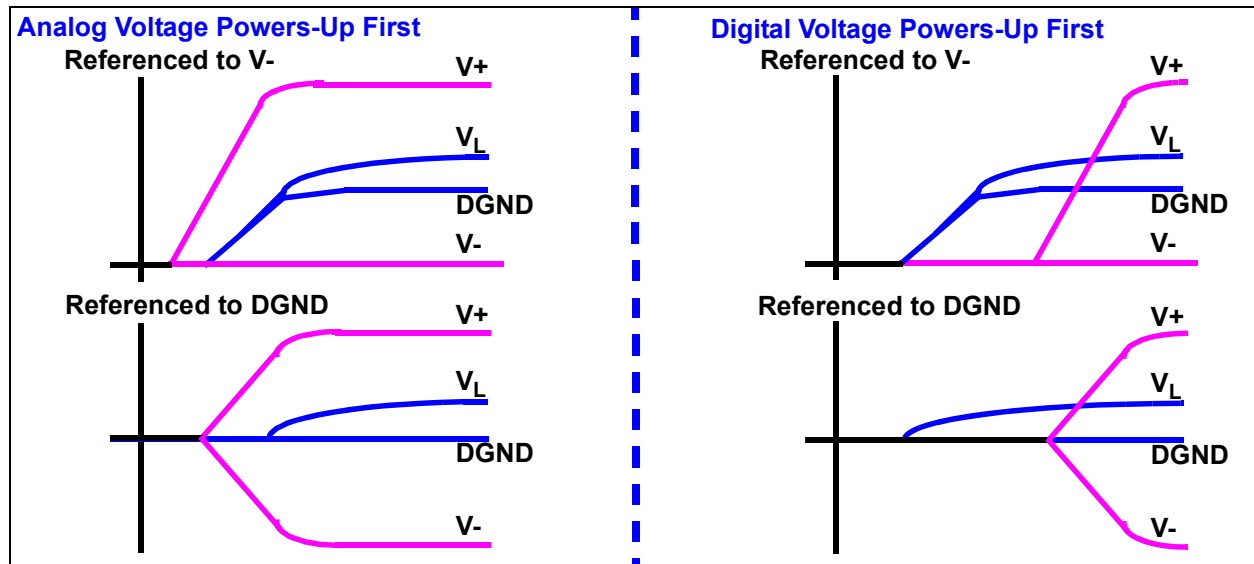 Analog Voltage Powers-Up First
Referenced to V-
V+
VL
DGND
V-
Referenced to DGND
V+
VL
DGND
V-
Digital Voltage Powers-Up First
Referenced to V-
V+
VL
DGND
V-
Referenced to DGND
V+
VL
DGND
V-